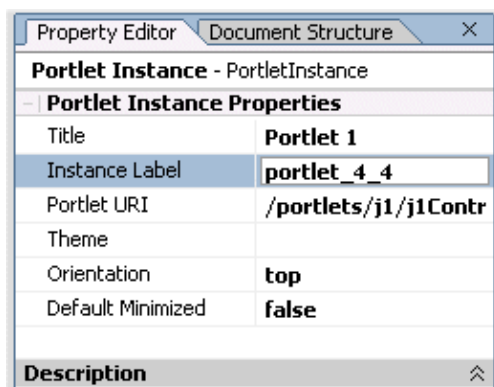 Property Editor Document Structure
Portlet Instance - PortletInstance
Portlet Instance Properties
Title Portlet 1
Instance Label portlet_4_4
Portlet URI /portlets/j1/j1Contr
Theme
Orientation top
Default Minimized false
Description